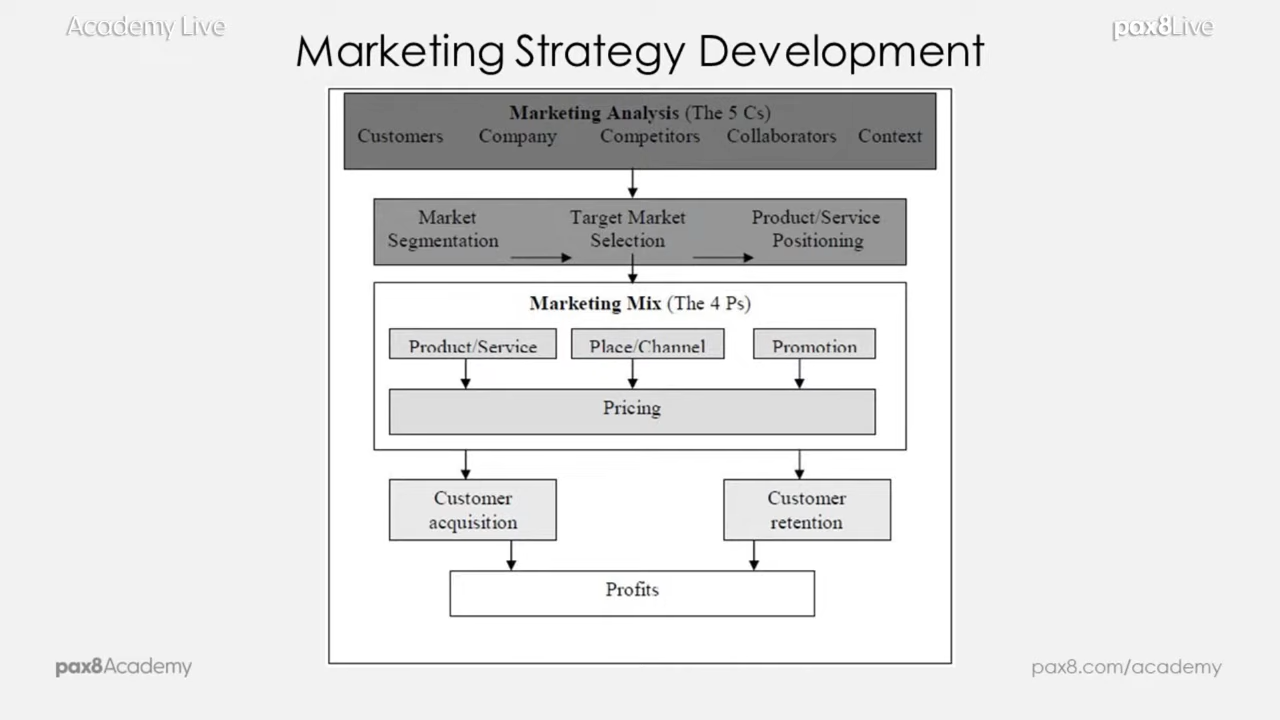 Academy Live
pax8Live
Marketing Strategy Development
Marketing Analysis (The 5 Cs)
Customers Company Competitors Collaborators Context
Market Segmentation
Target Market Selection
Product/Service Positioning
Marketing Mix (The 4 Ps)
Product/Service Place/Channel Promotion
Pricing
Customer acquisition
Customer retention
Profits
pax8Academy
pax8.com/academy